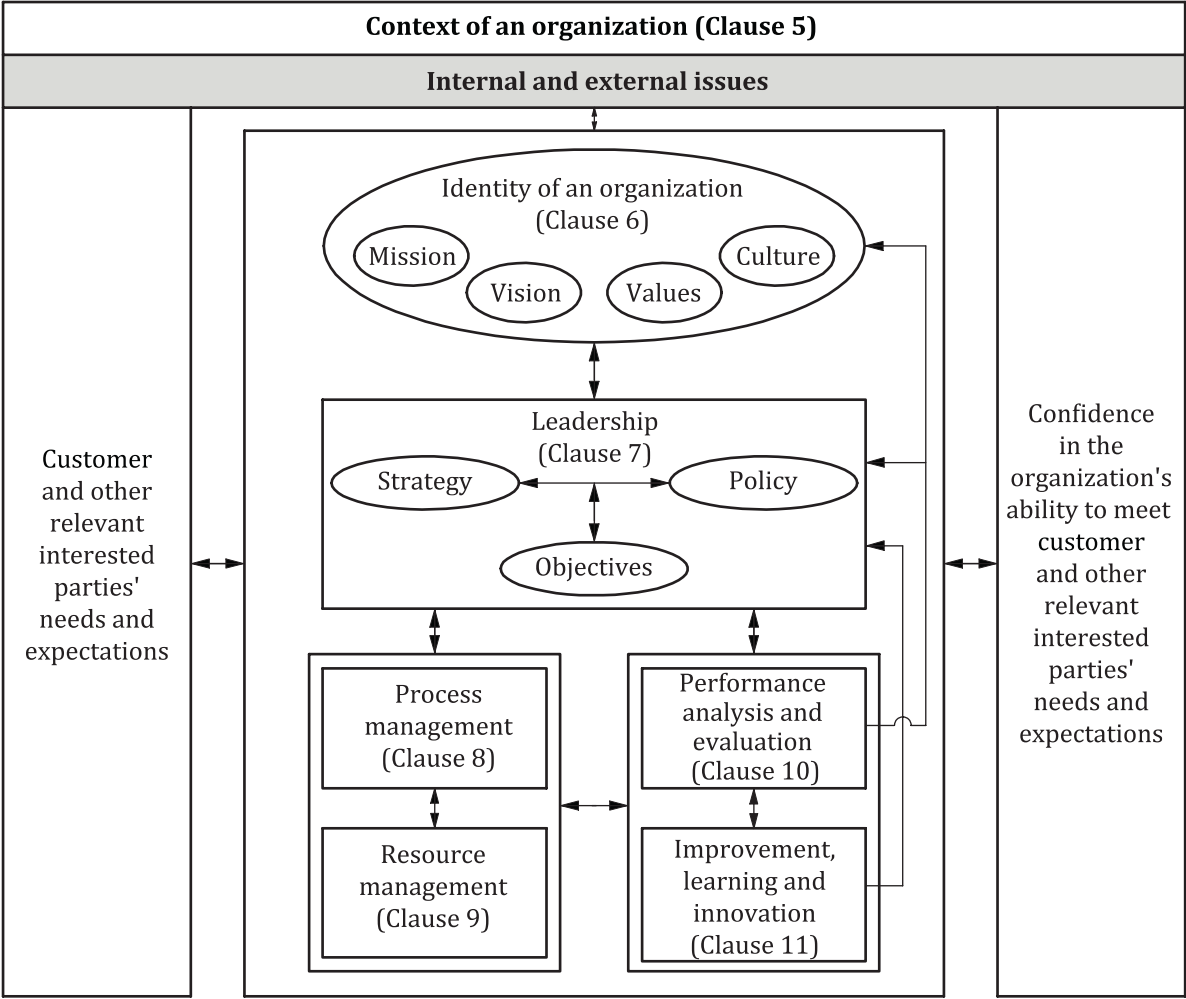 Context of an organization (Clause 5)
Internal and external issues
Customer
and other
relevant
interested
parties'
needs and
expectations
Identity of an organization
(Clause 6)
Mission
Vision
Values
Culture
Leadership
(Clause 7)
Strategy
Policy
Objectives
Process
management
(Clause 8)
Resource
management
(Clause 9)
Performance
analysis and
evaluation
(Clause 10)
Improvement,
learning and
innovation
(Clause 11)
Confidence
in the
organization's
ability to meet
customer
and other
relevant
interested
parties'
needs and
expectations